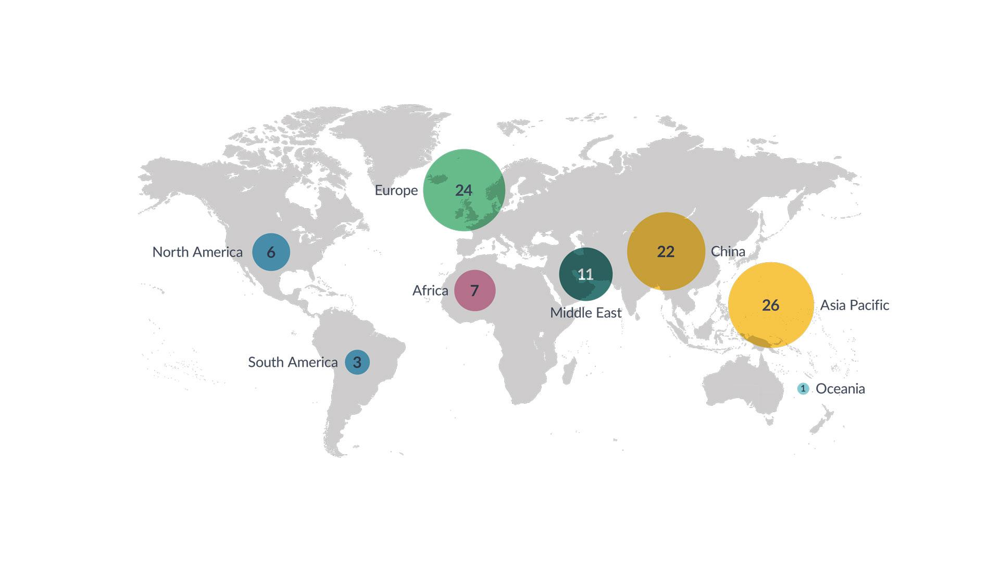 Europe
24
North America
6
22
China
11
Middle East
Africa
7
26
Asia Pacific
South America
3
1
Oceania